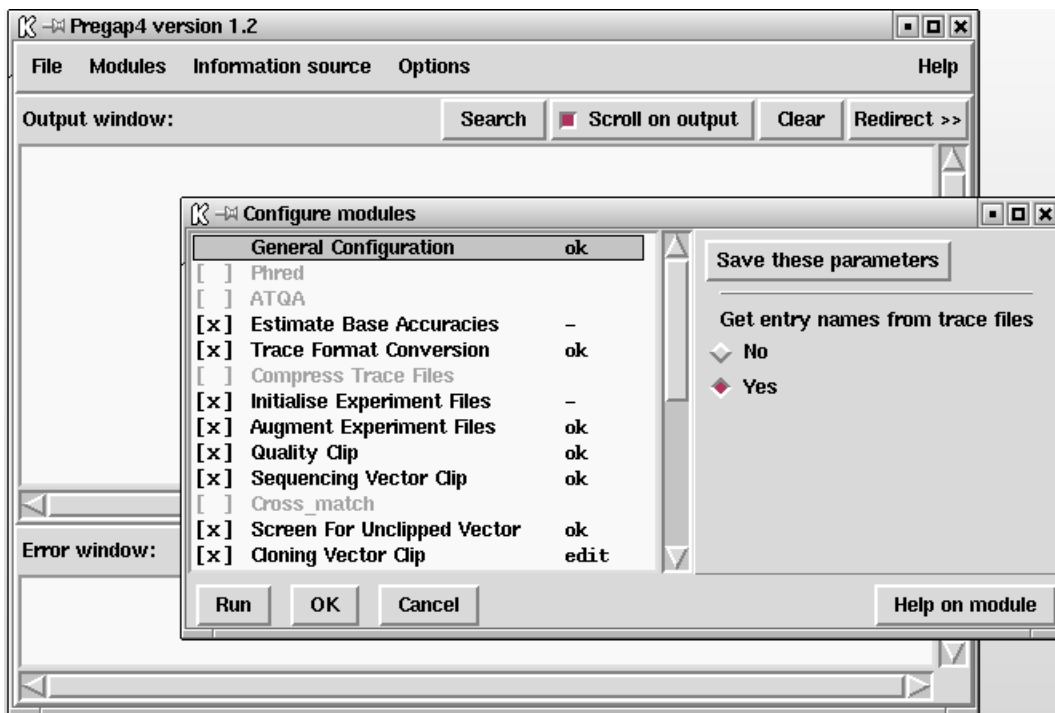 Pregap4 version 1.2
File Modules Information source Options Help
Output window: Search Scroll on output Clear Redirect >>
Configure modules
General Configuration ok
[ ] Phred
[ ] ATQA
[x] Estimate Base Accuracies -
[x] Trace Format Conversion ok
[ ] Compress Trace Files
[x] Initialise Experiment Files -
[x] Augment Experiment Files ok
[x] Quality Clip ok
[x] Sequencing Vector Clip ok
[ ] Cross_match
[x] Screen For Unclipped Vector ok
[x] Cloning Vector Clip edit
Save these parameters
Get entry names from trace files
No
Yes
Error window:
Run OK Cancel Help on module